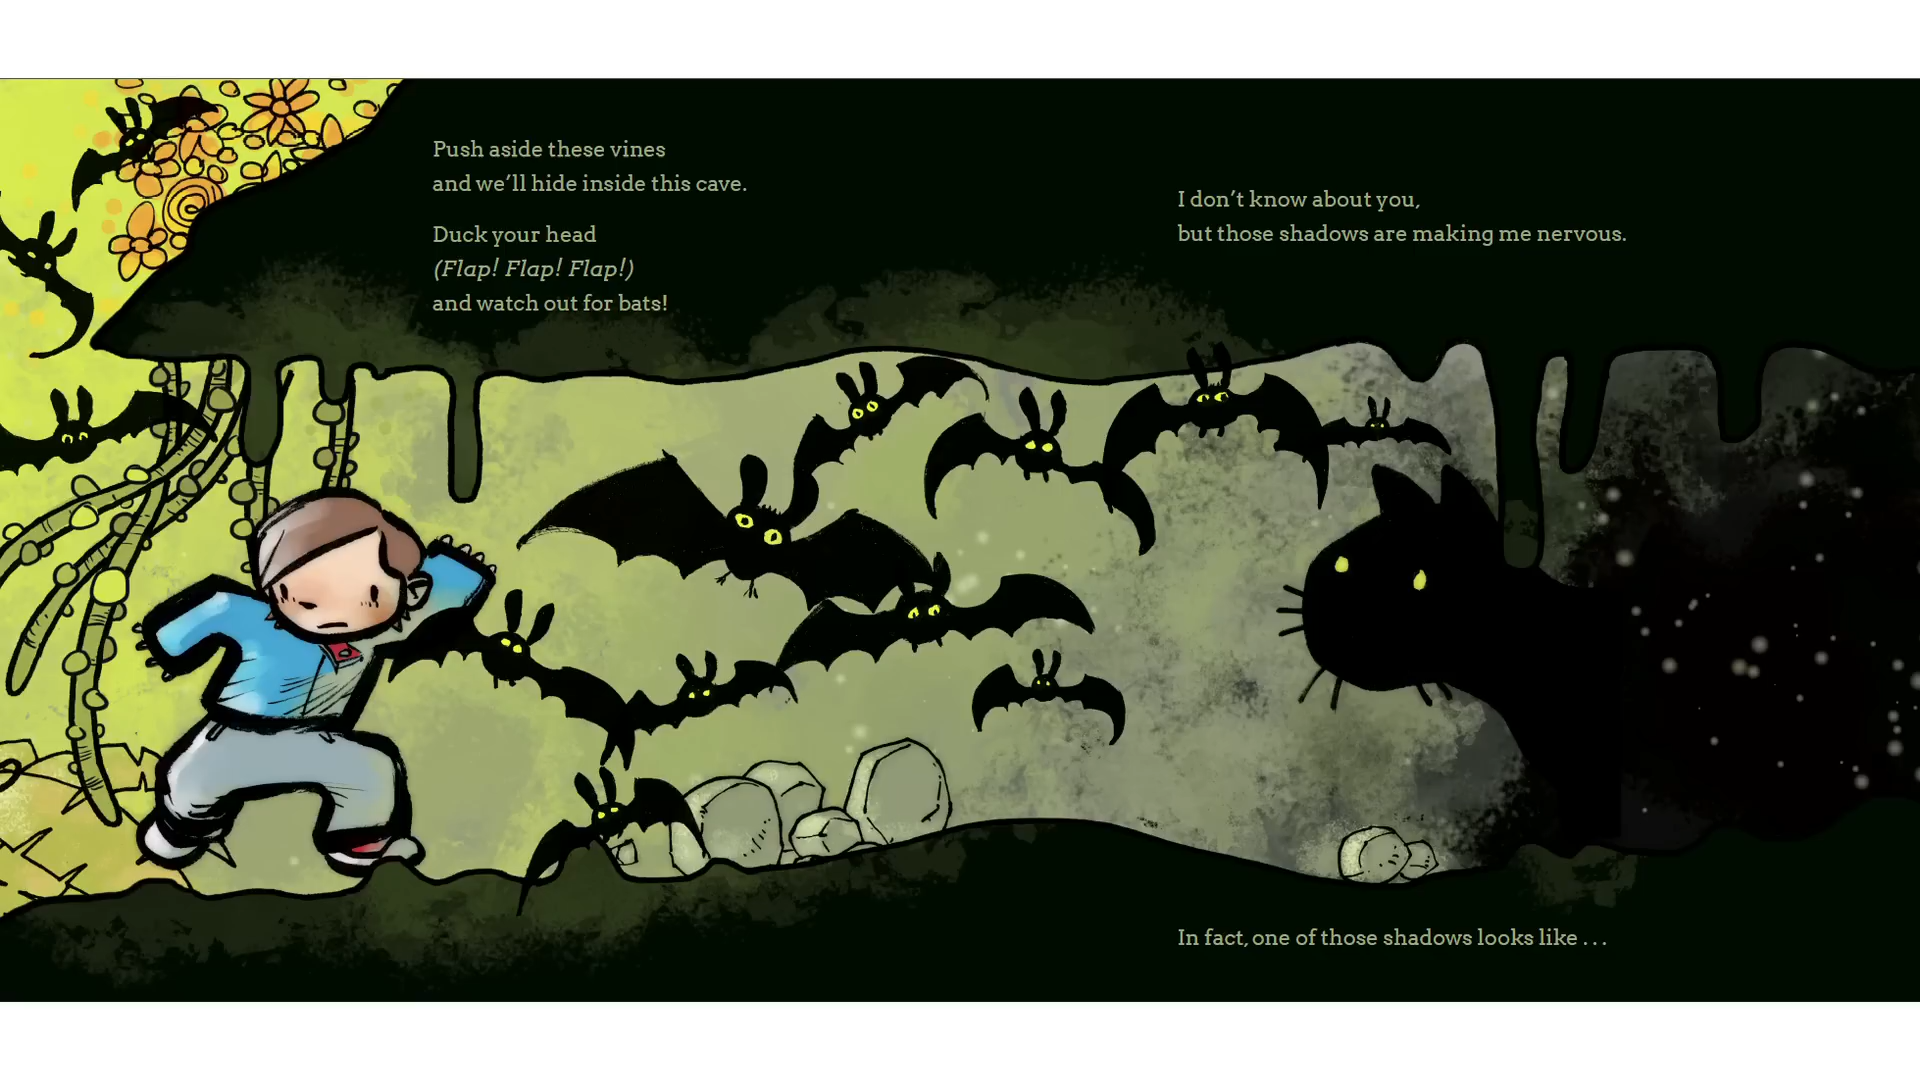 Push aside these vines
and we’ll hide inside this cave.
Duck your head
(Flap! Flap! Flap!)
and watch out for bats!
I don’t know about you,
but those shadows are making me nervous.
In fact, one of those shadows looks like . . .